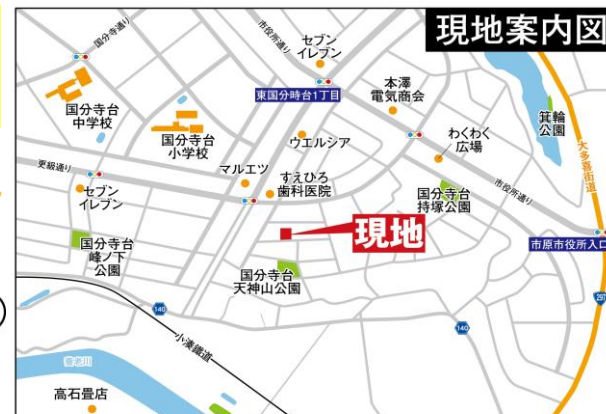 現地案内図
国分寺通り
市役所通り
セブン
イレブン
東国分時台1丁目
本澤
電気商会
箕輪
公園
大多喜街道
国分寺台
中学校
国分寺台
小学校
ウエルシア
わくわく
広場
更級通り
マルエツ
すえひろ
歯科医院
セブン
イレブン
国分寺台
持塚公園
市役所通り
現地
市原市役所入口
国分寺台
峰ノ下
公園
国分寺台
天神山公園
297
140
小湊鐵道
140
養老川
高石畳店